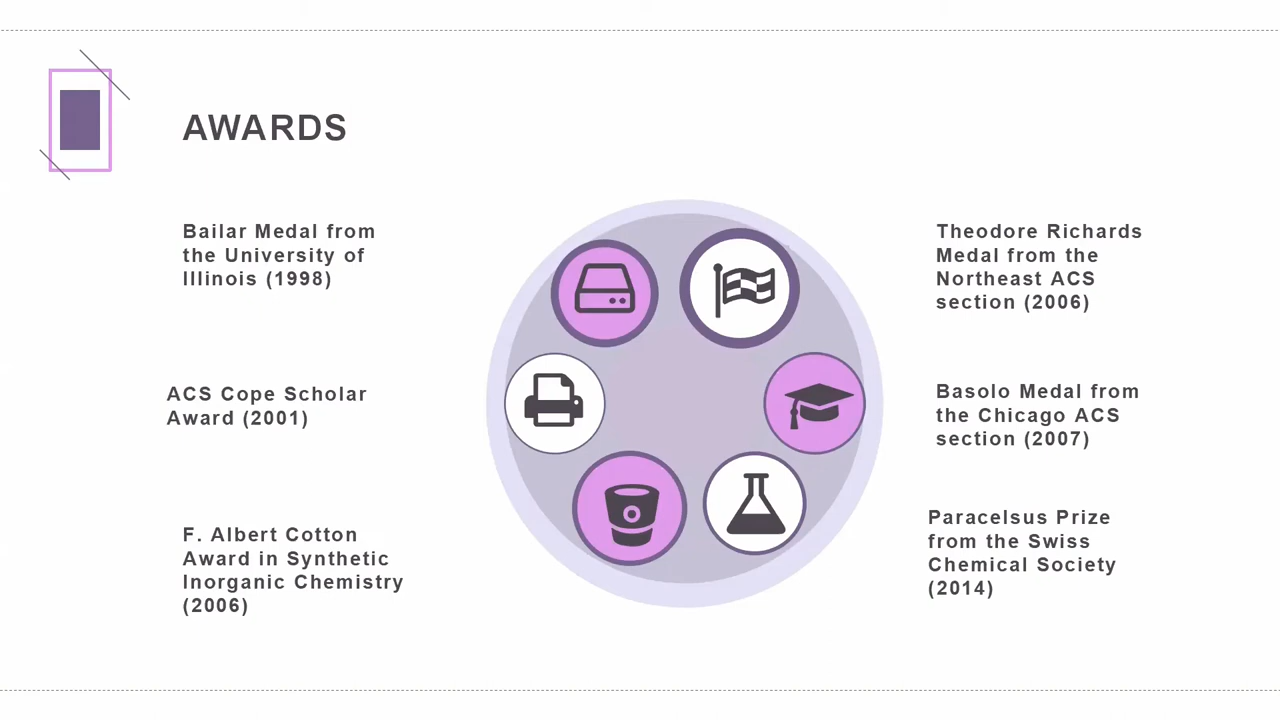 AWARDS
Bailar Medal from
the University of
Illinois (1998)
ACS Cope Scholar
Award (2001)
F. Albert Cotton
Award in Synthetic
Inorganic Chemistry
(2006)
Theodore Richards
Medal from the
Northeast ACS
section (2006)
Basolo Medal from
the Chicago ACS
section (2007)
Paracelsus Prize
from the Swiss
Chemical Society
(2014)